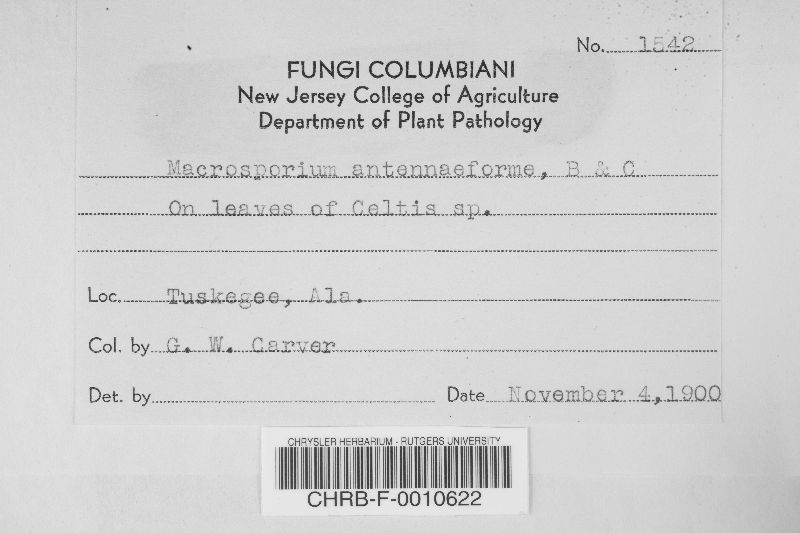 No. 1542
FUNGI COLUMBIANI
New Jersey College of Agriculture
Department of Plant Pathology
Macrosporium antennaeforme, B & C
On leaves of Celtis sp.
Loc. Tuskegee, Ala.
Col. by G. W. Carver
Det. by
Date November 4,1900
CHRYSLER HERBARIUM - RUTGERS UNIVERSITY
CHRB-F-0010622